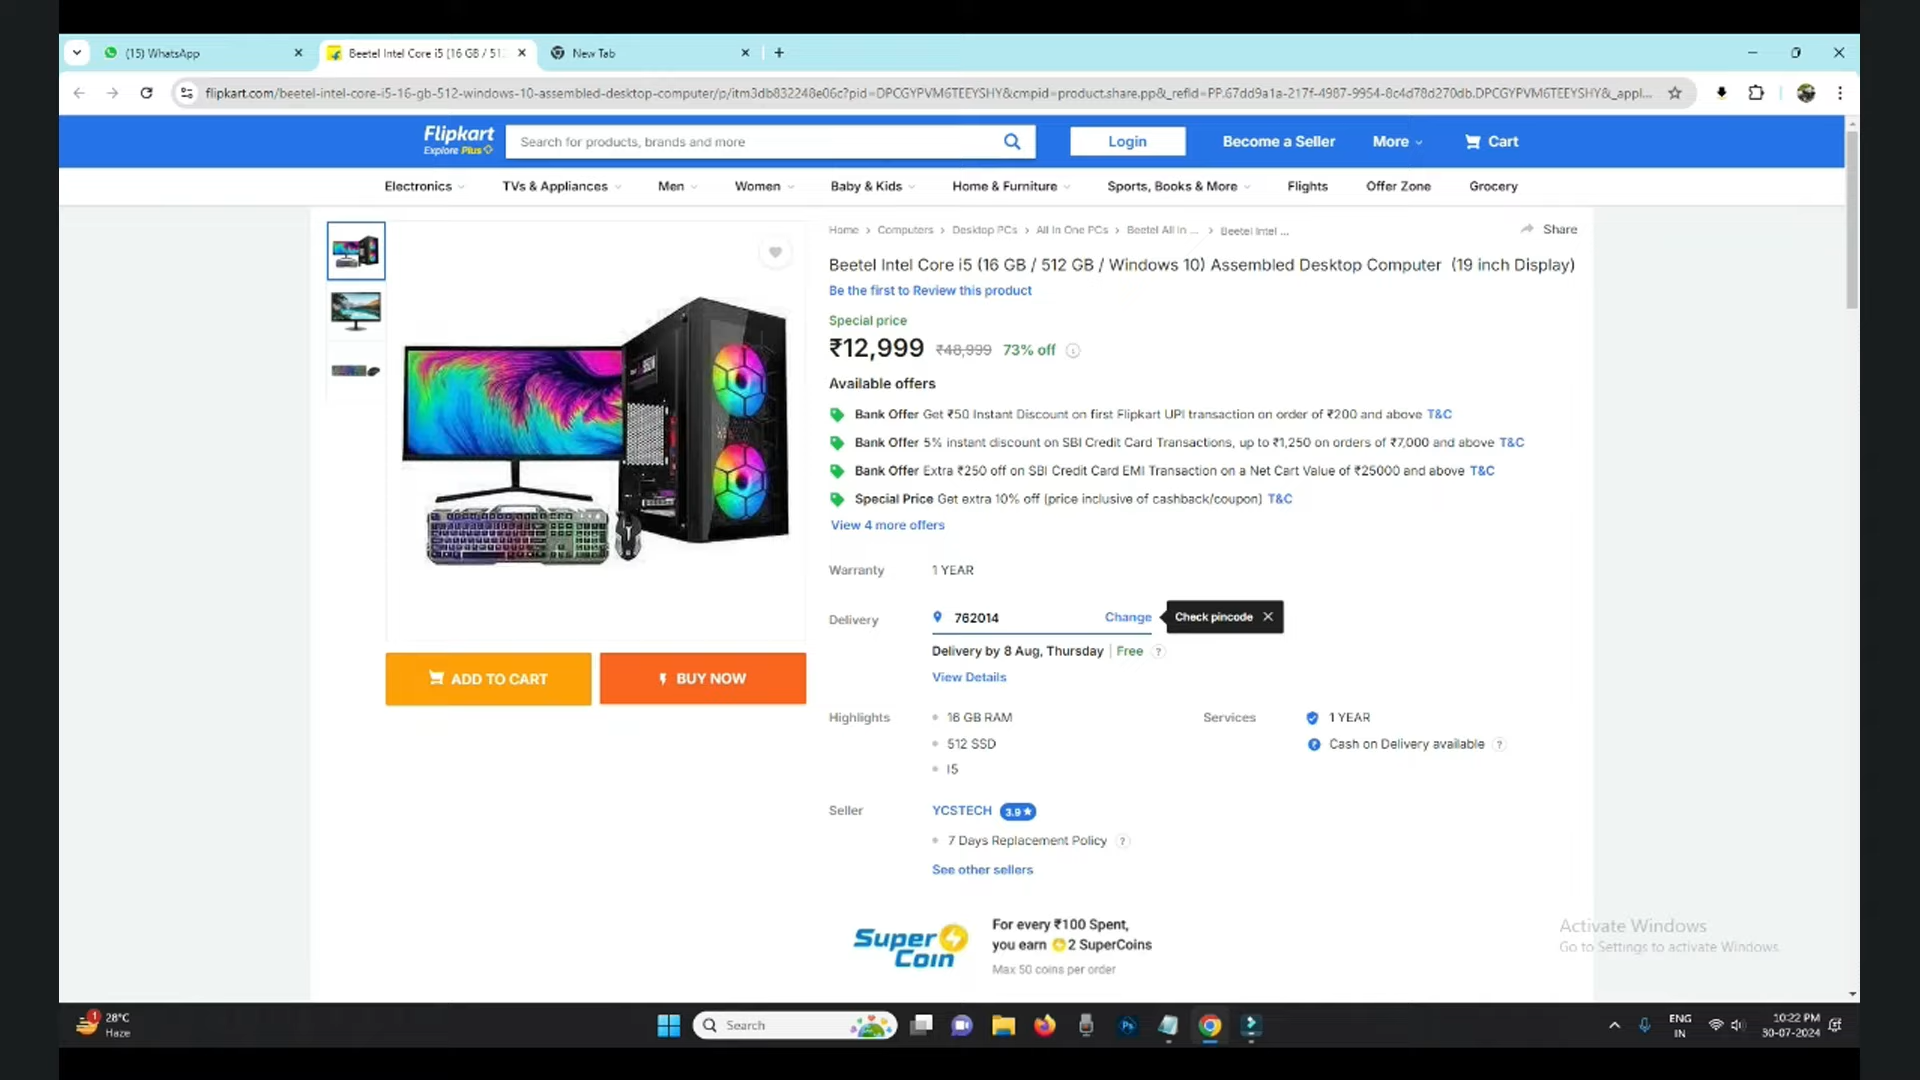 (15) WhatsApp
Beetel Intel Core i5 (16 GB / 51
New Tab
flipkart.com/beetel-intel-core-i5-16-gb-512-windows-10-assembled-desktop-computer/p/itm3db832248e06c?pid=DPCGYPVM6TEEYSHY&cmpid=product.share.pp&_refId=PP.67dd9a1a-217f-4987-9954-8c4d78d270db.DPCGYPVM6TEEYSHY&_appl...
Flipkart
Explore Plus
Search for products, brands and more
Login
Become a Seller
More
Cart
Electronics
TVs & Appliances
Men
Women
Baby & Kids
Home & Furniture
Sports, Books & More
Flights
Offer Zone
Grocery
Home > Computers > Desktop PCs > All In One PCs > Beetel All in ... > Beetel Intel ...
Share
Beetel Intel Core i5 (16 GB / 512 GB / Windows 10) Assembled Desktop Computer (19 inch Display)
Be the first to Review this product
Special price
₹12,999 ₹48,999 73% off
Available offers
Bank Offer Get ₹50 Instant Discount on first Flipkart UPI transaction on order of ₹200 and above T&C
Bank Offer 5% instant discount on SBI Credit Card Transactions, up to ₹1,250 on orders of ₹7,000 and above T&C
Bank Offer Extra ₹250 off on SBI Credit Card EMI Transaction on a Net Cart Value of ₹25000 and above T&C
Special Price Get extra 10% off (price inclusive of cashback/coupon) T&C
View 4 more offers
Warranty 1 YEAR
Delivery 762014 Change
Check pincode
Delivery by 8 Aug, Thursday | Free ?
View Details
ADD TO CART
BUY NOW
Highlights
16 GB RAM
512 SSD
I5
Services
1 YEAR
Cash on Delivery available ?
Seller YCSTECH 3.9★
7 Days Replacement Policy ?
See other sellers
Super Coin
For every ₹100 Spent,
you earn 2 SuperCoins
Max 50 coins per order
Activate Windows
Go to Settings to activate Windows.
1
28°C
Haze
Search
Ps
ENG
IN
10:22 PM
30-07-2024